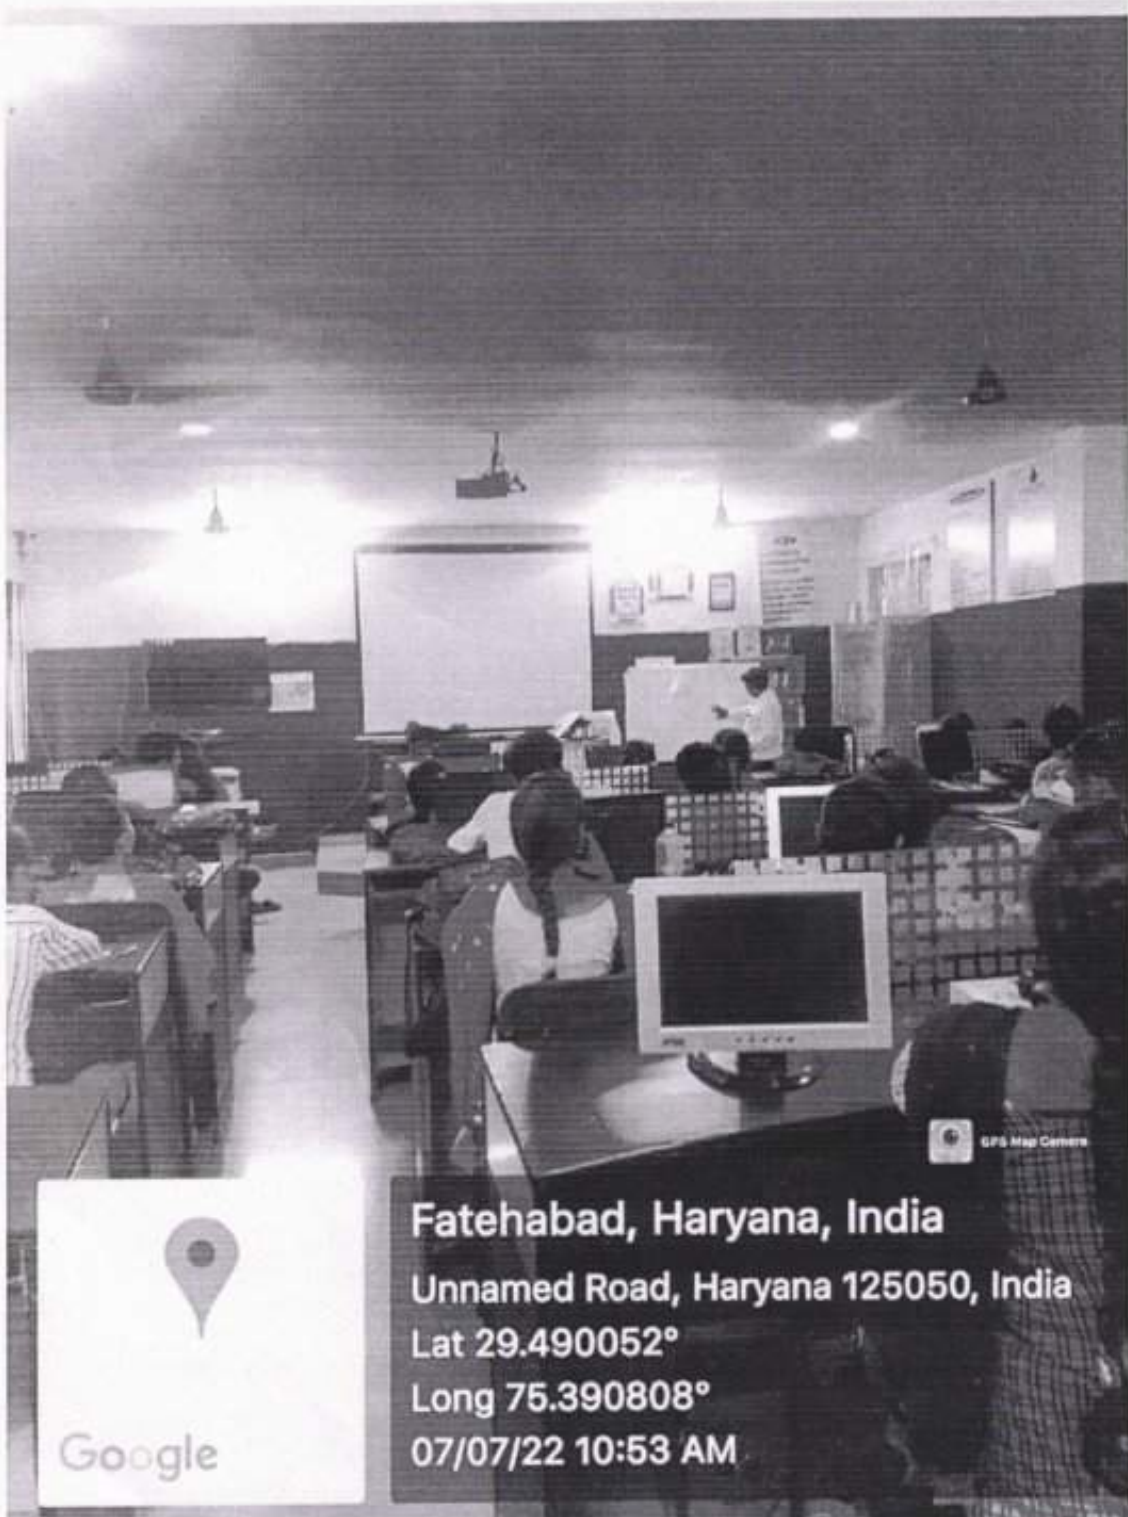 GPS Map Camera
Fatehabad, Haryana, India
Unnamed Road, Haryana 125050, India
Lat 29.490052°
Long 75.390808°
07/07/22 10:53 AM
Google